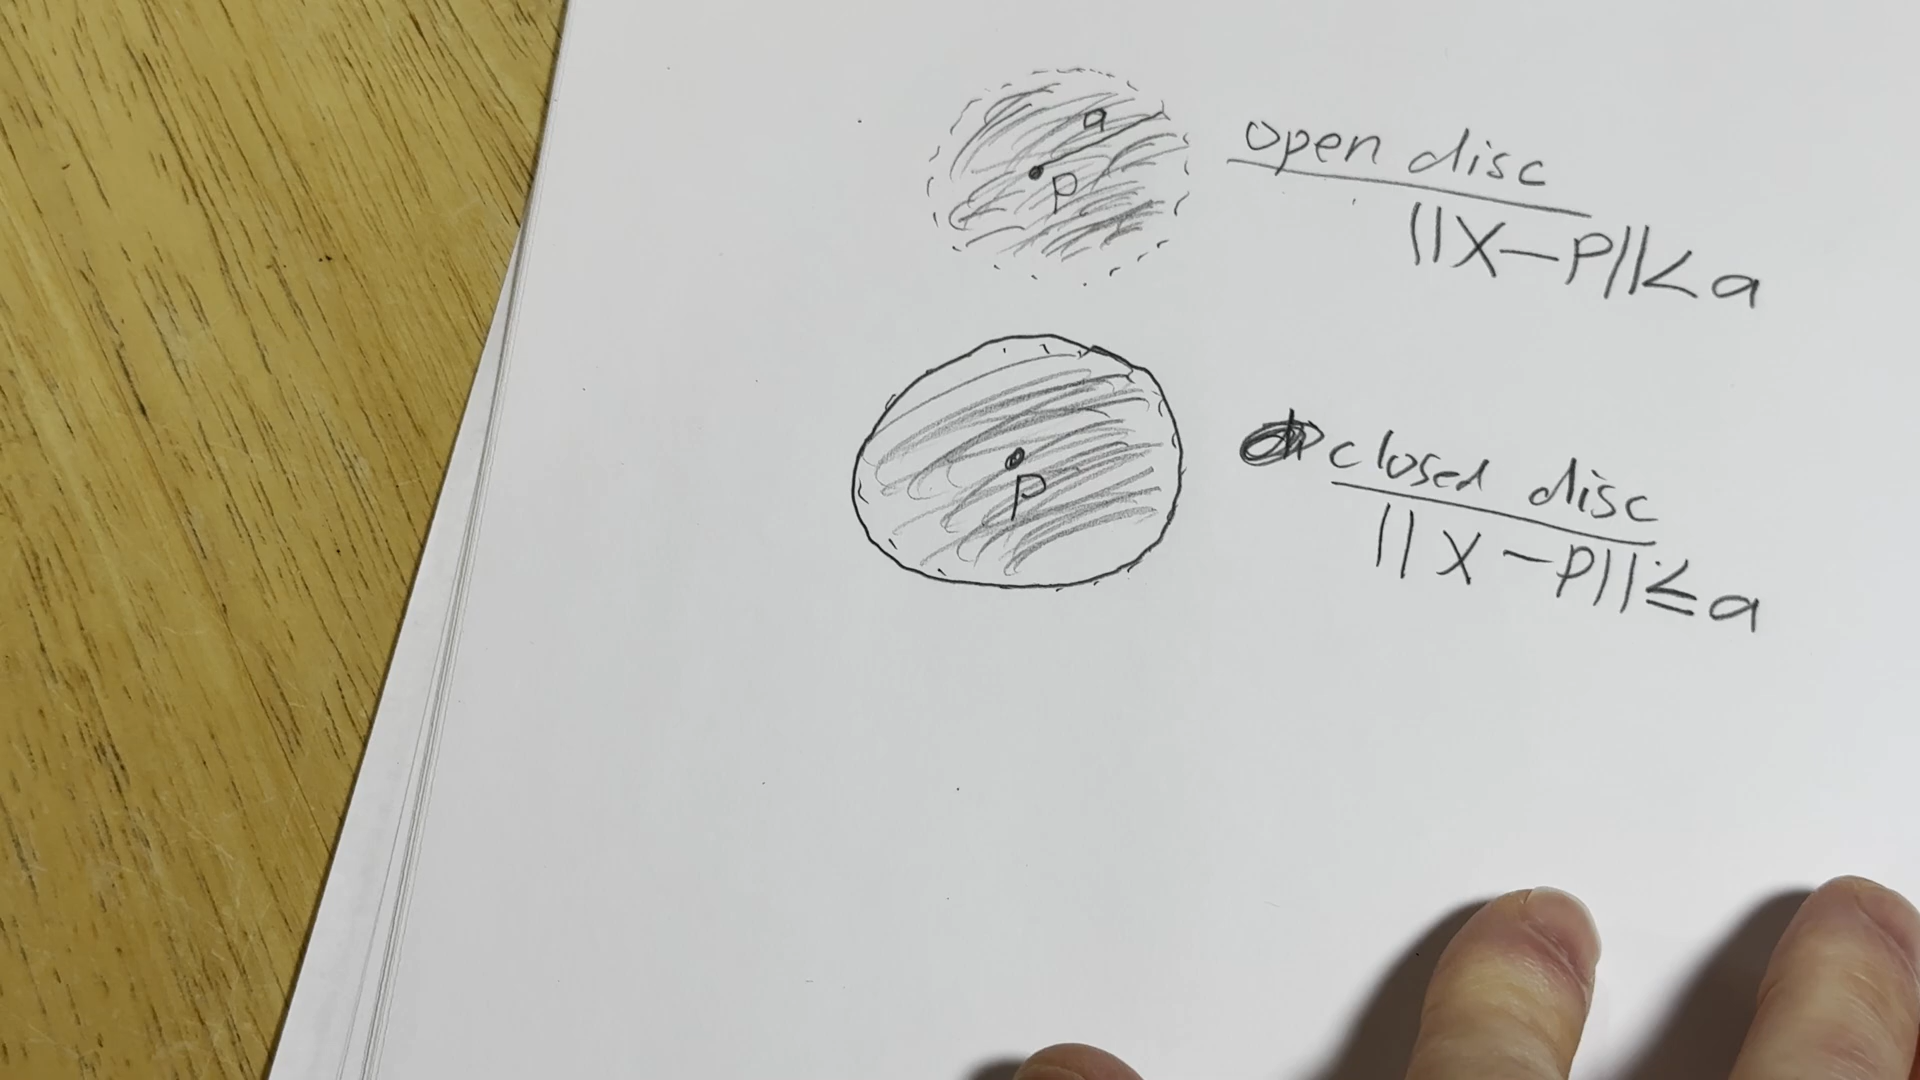 a
P
open disc
||X-P||<a
P
closed disc
||X-P||≤a